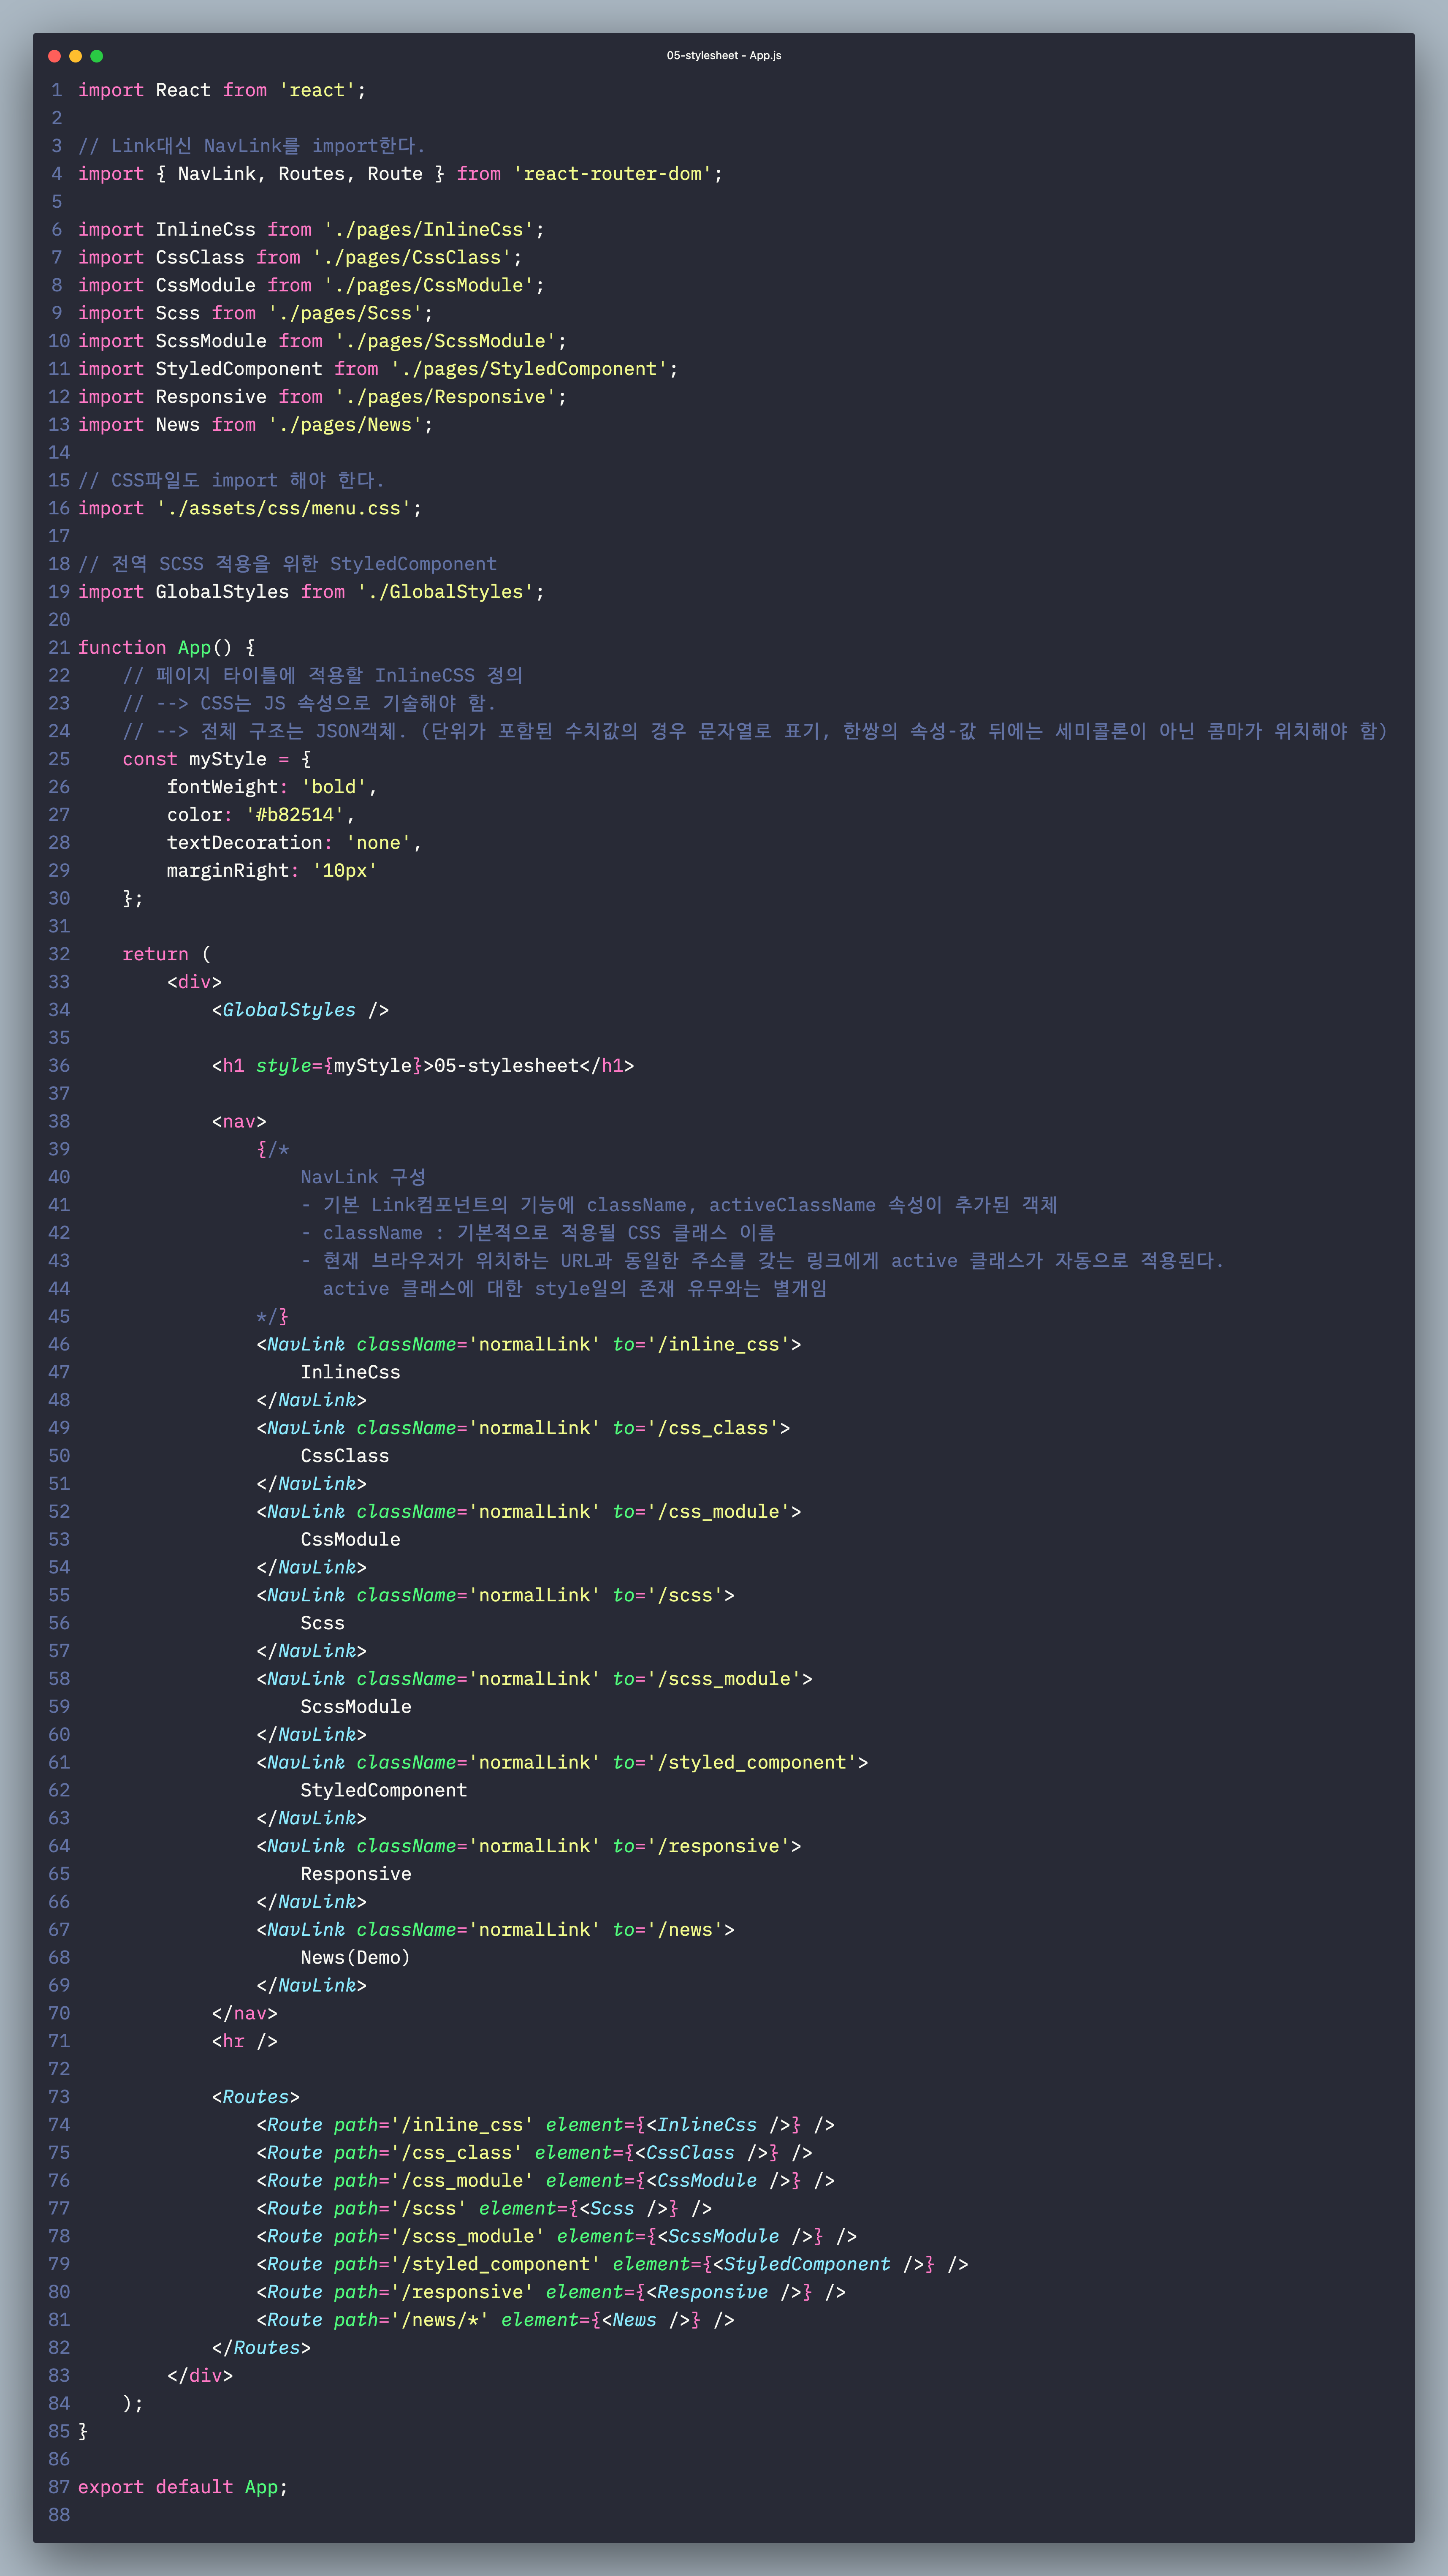 05-stylesheet - App.js
1 import React from 'react';
2
3 // Link대신 NavLink를 import한다.
4 import { NavLink, Routes, Route } from 'react-router-dom';
5
6 import InlineCss from './pages/InlineCss';
7 import CssClass from './pages/CssClass';
8 import CssModule from './pages/CssModule';
9 import Scss from './pages/Scss';
10 import ScssModule from './pages/ScssModule';
11 import StyledComponent from './pages/StyledComponent';
12 import Responsive from './pages/Responsive';
13 import News from './pages/News';
14
15 // CSS파일도 import 해야 한다.
16 import './assets/css/menu.css';
17
18 // 전역 SCSS 적용을 위한 StyledComponent
19 import GlobalStyles from './GlobalStyles';
20
21 function App() {
22     // 페이지 타이틀에 적용할 InlineCSS 정의
23     // --> CSS는 JS 속성으로 기술해야 함.
24     // --> 전체 구조는 JSON객체. (단위가 포함된 수치값의 경우 문자열로 표기, 한쌍의 속성-값 뒤에는 세미콜론이 아닌 콤마가 위치해야 함)
25     const myStyle = {
26         fontWeight: 'bold',
27         color: '#b82514',
28         textDecoration: 'none',
29         marginRight: '10px'
30     };
31
32     return (
33         <div>
34             <GlobalStyles />
35
36             <h1 style={myStyle}>05-stylesheet</h1>
37
38             <nav>
39                 {/*
40                     NavLink 구성
41                     - 기본 Link컴포넌트의 기능에 className, activeClassName 속성이 추가된 객체
42                     - className : 기본적으로 적용될 CSS 클래스 이름
43                     - 현재 브라우저가 위치하는 URL과 동일한 주소를 갖는 링크에게 active 클래스가 자동으로 적용된다.
44                       active 클래스에 대한 style일의 존재 유무와는 별개임
45                 */}
46                 <NavLink className='normalLink' to='/inline_css'>
47                     InlineCss
48                 </NavLink>
49                 <NavLink className='normalLink' to='/css_class'>
50                     CssClass
51                 </NavLink>
52                 <NavLink className='normalLink' to='/css_module'>
53                     CssModule
54                 </NavLink>
55                 <NavLink className='normalLink' to='/scss'>
56                     Scss
57                 </NavLink>
58                 <NavLink className='normalLink' to='/scss_module'>
59                     ScssModule
60                 </NavLink>
61                 <NavLink className='normalLink' to='/styled_component'>
62                     StyledComponent
63                 </NavLink>
64                 <NavLink className='normalLink' to='/responsive'>
65                     Responsive
66                 </NavLink>
67                 <NavLink className='normalLink' to='/news'>
68                     News(Demo)
69                 </NavLink>
70             </nav>
71             <hr />
72
73             <Routes>
74                 <Route path='/inline_css' element={<InlineCss />} />
75                 <Route path='/css_class' element={<CssClass />} />
76                 <Route path='/css_module' element={<CssModule />} />
77                 <Route path='/scss' element={<Scss />} />
78                 <Route path='/scss_module' element={<ScssModule />} />
79                 <Route path='/styled_component' element={<StyledComponent />} />
80                 <Route path='/responsive' element={<Responsive />} />
81                 <Route path='/news/*' element={<News />} />
82             </Routes>
83         </div>
84     );
85 }
86
87 export default App;
88